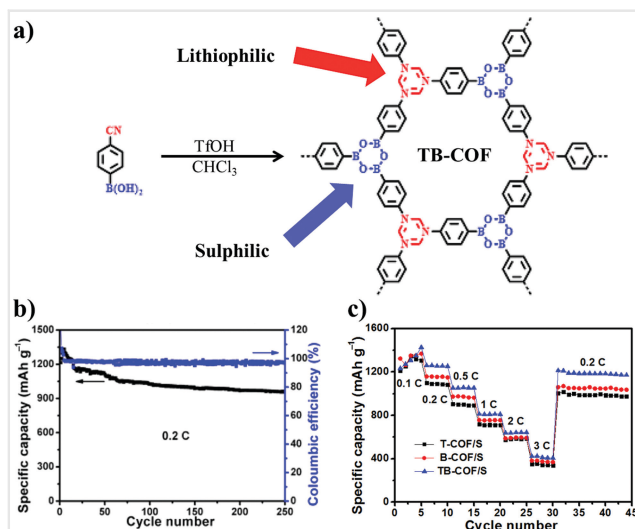 a)
Lithiophilic
N
N
N
B
O
B
O
B
O
CN
TfOH
CHCl3
B(OH)2
B
O
B
O
B
O
TB-COF
N
N
N
Sulphilic
N
N
N
B
O
B
O
B
O
b)
Specific capacity (mAh g-1)
1500
1200
900
600
300
0
0.2 C
0
50
100
150
200
250
Cycle number
120
100
80
60
40
20
0
Coloumbic efficiency (%)
c)
Specific capacity (mAh g-1)
1600
1200
800
400
0
0.1 C
0.2 C
0.5 C
1 C
2 C
3 C
0.2 C
T-COF/S
B-COF/S
TB-COF/S
0
5
10
15
20
25
30
35
40
45
Cycle number